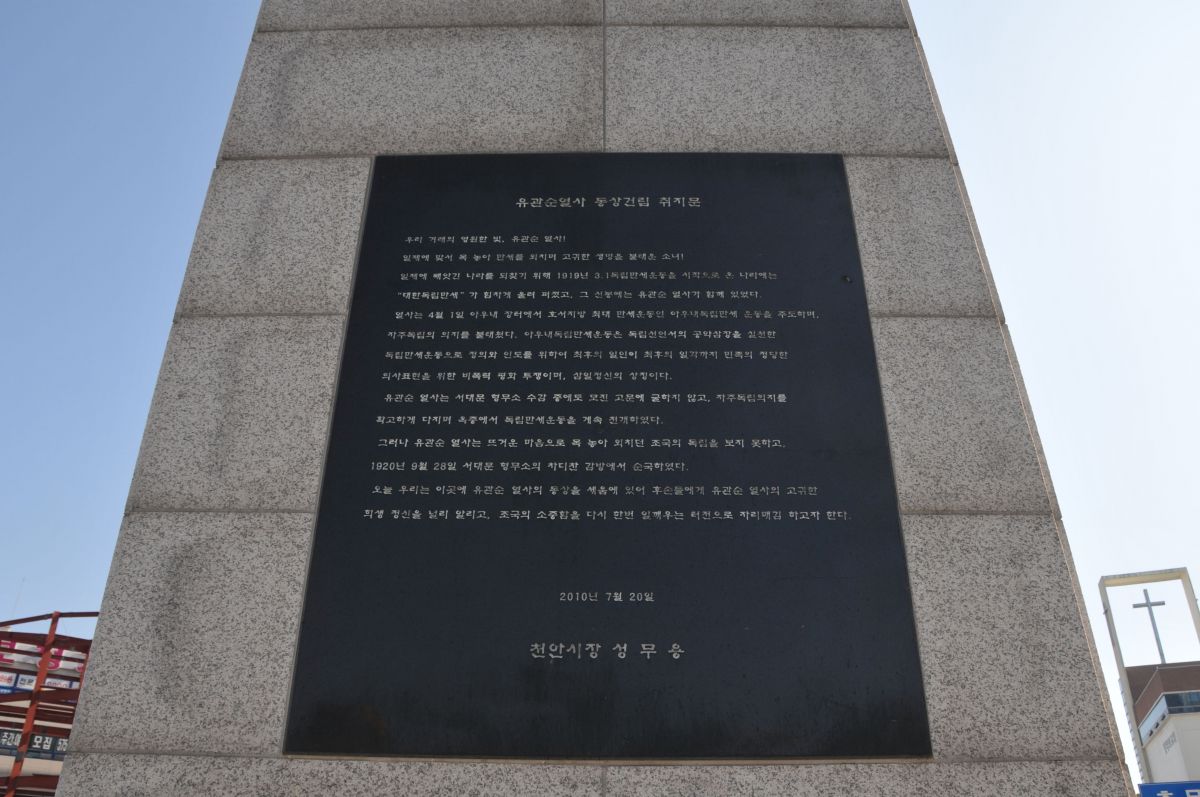 유관순열사 동상건립 취지문
우리 겨레의 영원한 빛, 유관순 열사!
일제에 맞서 목 놓아 만세를 외치며 고귀한 생명을 불태운 소녀!
일제에 빼앗긴 나라를 되찾기 위해 1919년 3.1독립만세운동을 시작으로 온 나라에는
"대한독립만세" 가 힘차게 울려 퍼졌고, 그 선봉에는 유관순 열사가 함께 있었다.
열사는 4월 1일 아우내 장터에서 호서지방 최대 만세운동인 아우내독립만세 운동을 주도하며,
자주독립의 의지를 불태웠다. 아우내독립만세운동은 독립선언서의 공약삼장을 실천한
독립만세운동으로 정의와 인도를 위하여 최후의 일인이 최후의 일각까지 민족의 정당한
의사표현을 위한 비폭력 평화 투쟁이며, 삼일정신의 상징이다.
유관순 열사는 서대문 형무소 수감 중에도 모진 고문에 굴하지 않고, 자주독립의지를
확고하게 다지며 옥중에서 독립만세운동을 계속 전개하였다.
그러나 유관순 열사는 뜨거운 마음으로 목 놓아 외치던 조국의 독립을 보지 못하고,
1920년 9월 28일 서대문 형무소의 차디찬 감방에서 순국하였다.
오늘 우리는 이곳에 유관순 열사의 동상을 세움에 있어 후손들에게 유관순 열사의 고귀한
희생 정신을 널리 알리고, 조국의 소중함을 다시 한번 일깨우는 터전으로 자리매김 하고자 한다.
2010년 7월 20일
천안시장 성 무 용
모집 575